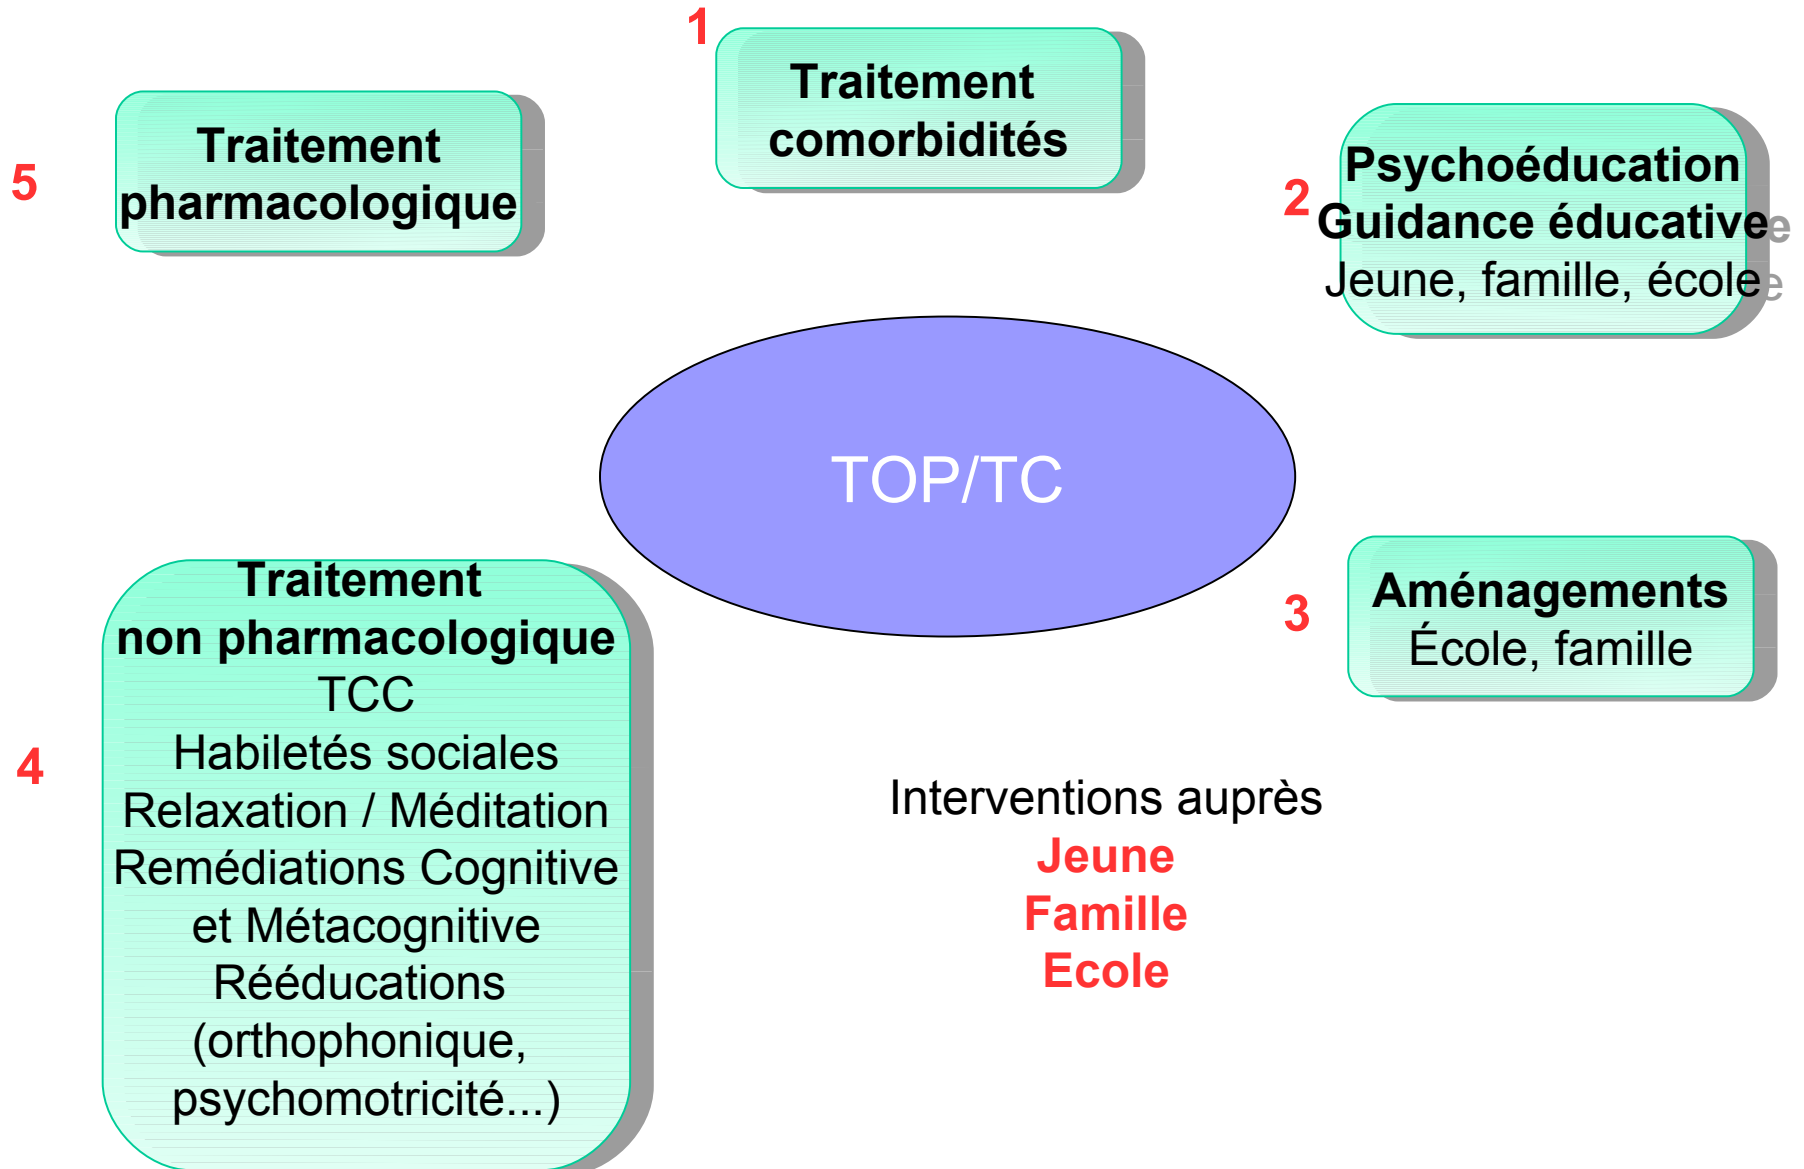 1
Traitement
comorbidités
2
Psychoéducation
Guidance éducative
Jeune, famille, école
3
Aménagements
École, famille
4
Traitement
non pharmacologique
TCC
Habiletés sociales
Relaxation / Méditation
Remédiations Cognitive
et Métacognitive
Rééducations
(orthophonique,
psychomotricité...)
5
Traitement
pharmacologique
TOP/TC
Interventions auprès
Jeune
Famille
Ecole